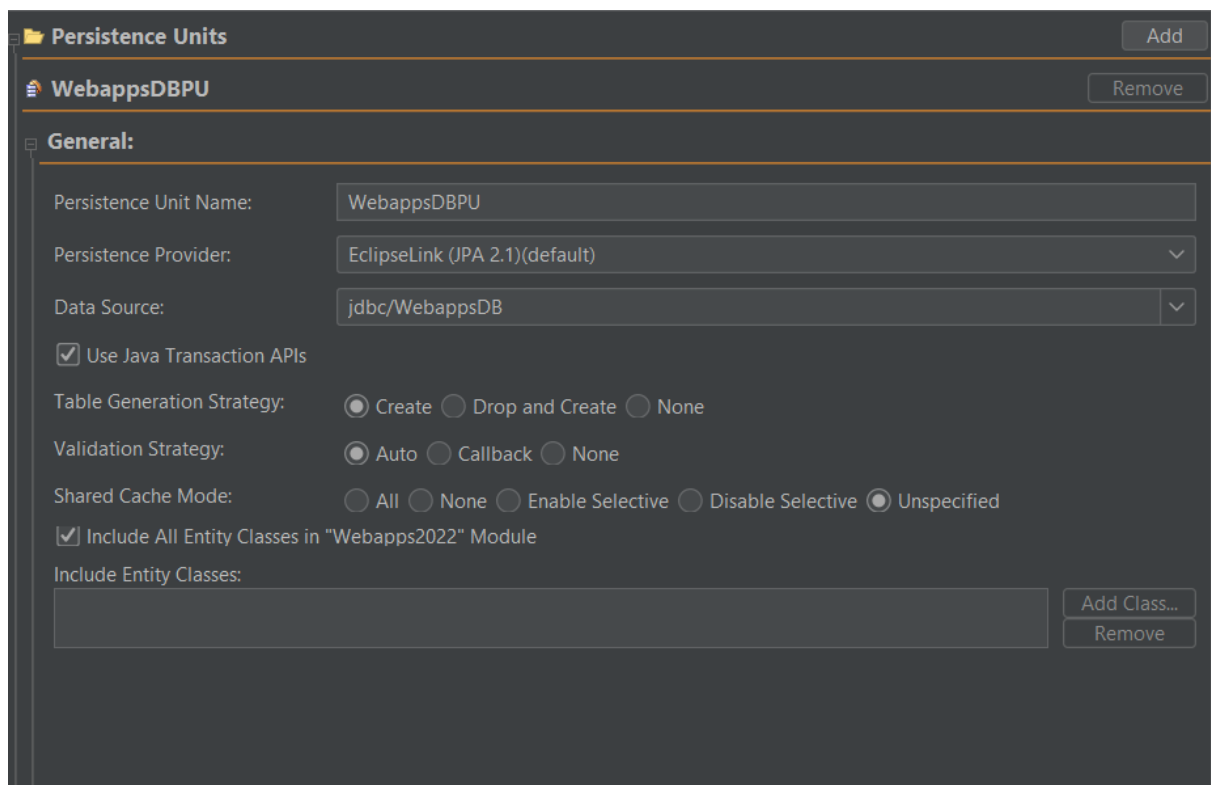 Persistence Units Add
WebappsDBPU Remove
General:
Persistence Unit Name: WebappsDBPU
Persistence Provider: EclipseLink (JPA 2.1)(default)
Data Source: jdbc/WebappsDB
Use Java Transaction APIs
Table Generation Strategy: Create Drop and Create None
Validation Strategy: Auto Callback None
Shared Cache Mode: All None Enable Selective Disable Selective Unspecified
Include All Entity Classes in "Webapps2022" Module
Include Entity Classes:
Add Class...
Remove